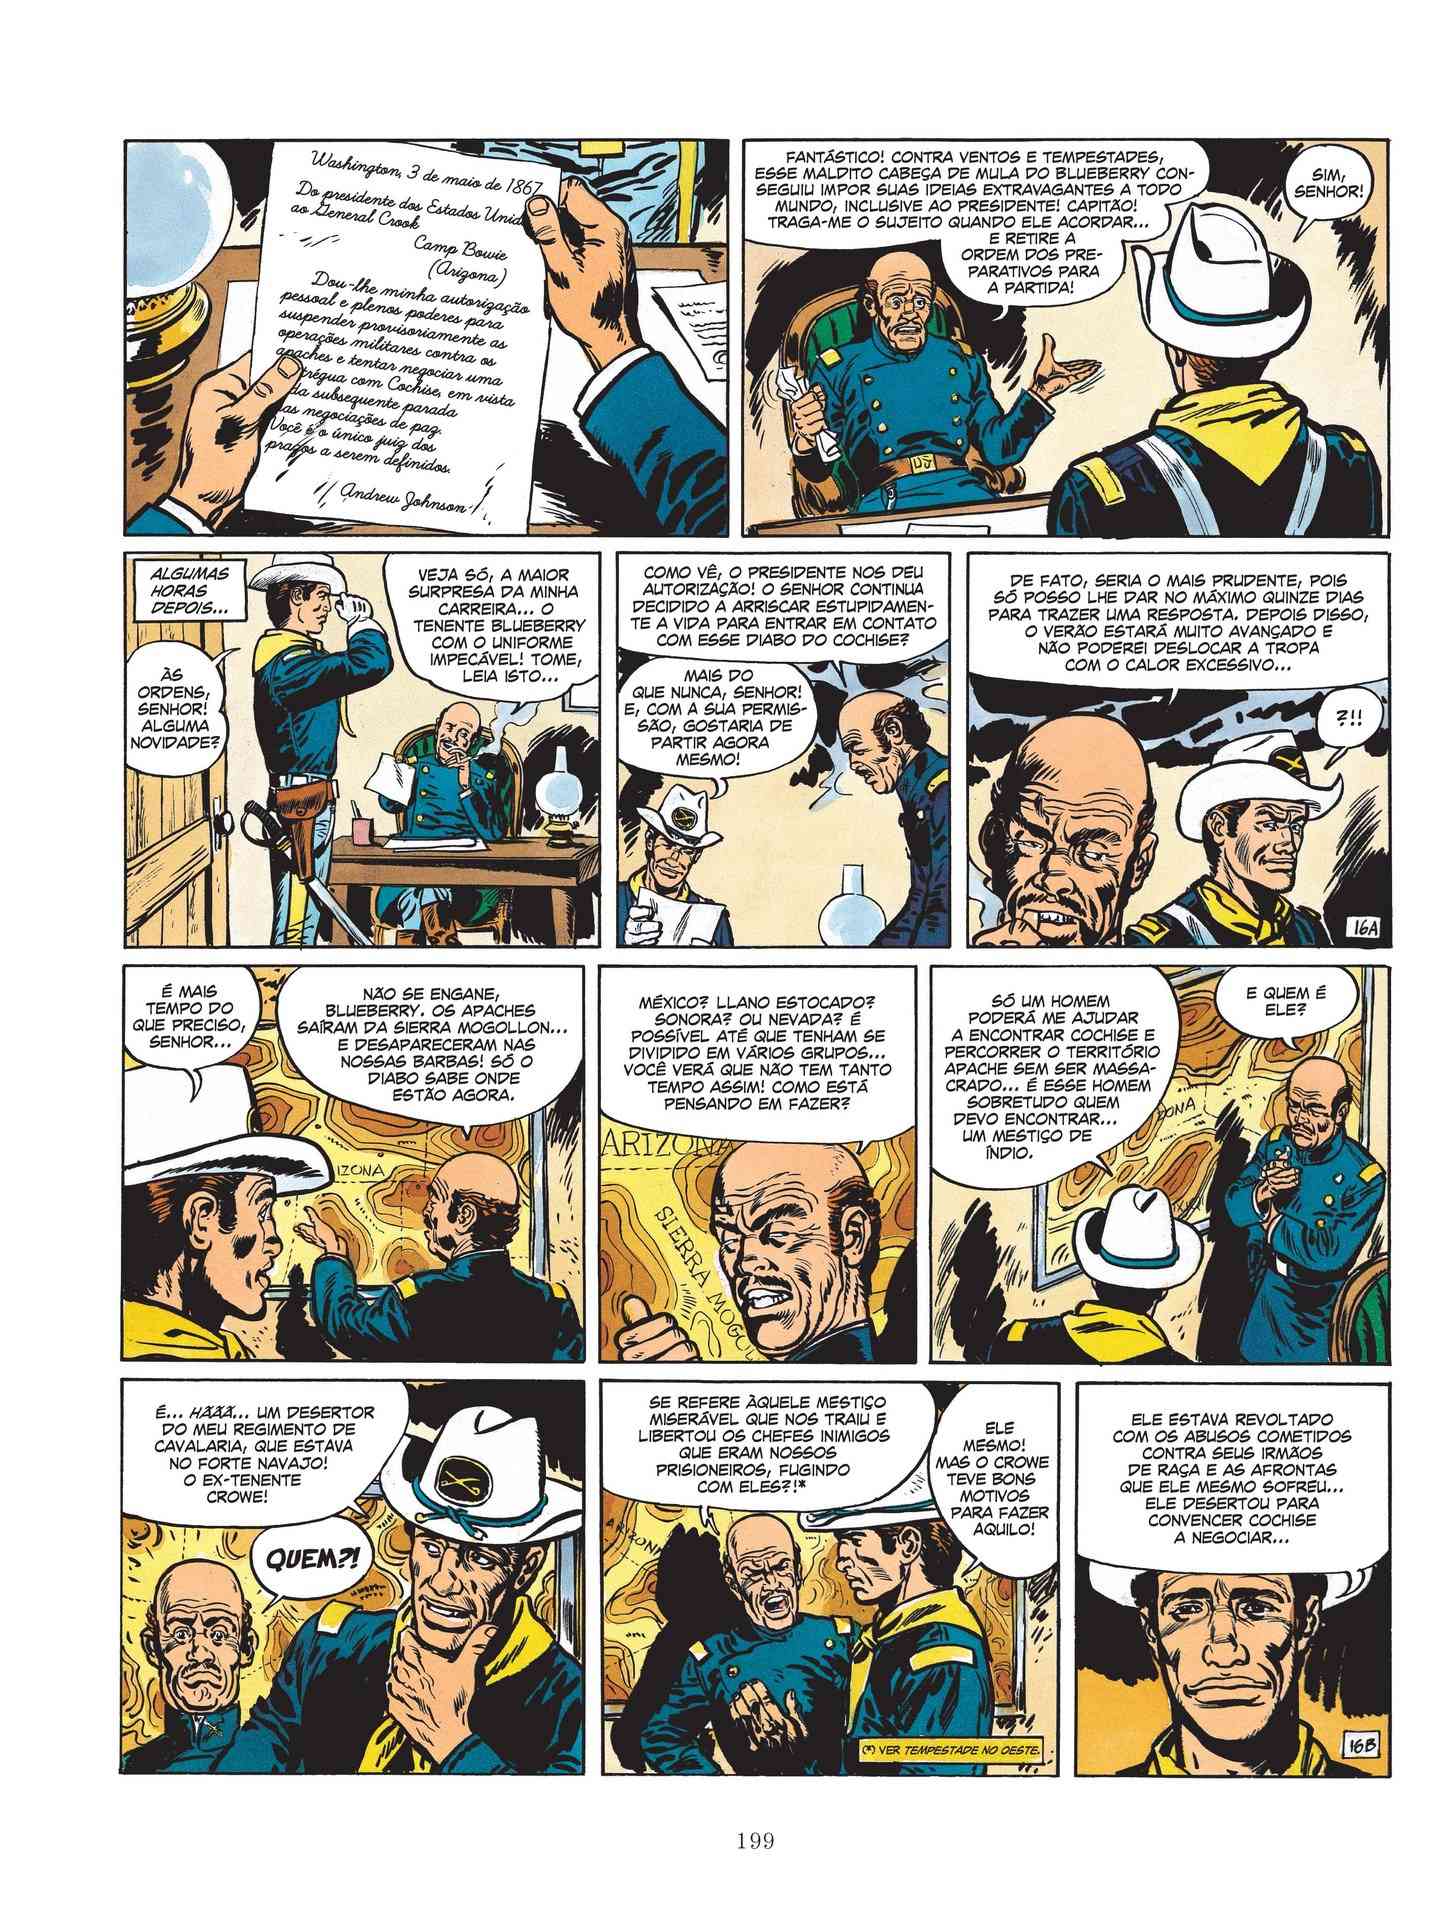 Washington, 3 de maio de 1867
Do presidente dos Estados Unid
ao General Crook
Camp Bowie
(Arizona)
Dou-lhe minha autorização
pessoal e plenos poderes para
suspender provisoriamente as
operações militares contra os
apaches e tentar negociar uma
trégua com Cochise, em vista
da subsequente parada
das negociações de paz.
Você é o único juiz dos
prazos a serem definidos.
Andrew Johnson
FANTÁSTICO! CONTRA VENTOS E TEMPESTADES,
ESSE MALDITO CABEÇA DE MULA DO BLUEBERRY CON-
SEGUIU IMPOR SUAS IDEIAS EXTRAVAGANTES A TODO
MUNDO, INCLUSIVE AO PRESIDENTE! CAPITÃO!
TRAGA-ME O SUJEITO QUANDO ELE ACORDAR...
E RETIRE A
ORDEM DOS PRE-
PARATIVOS PARA
A PARTIDA!
SIM,
SENHOR!
US
ALGUMAS
HORAS
DEPOIS...
ÀS
ORDENS,
SENHOR!
ALGUMA
NOVIDADE?
VEJA SÓ, A MAIOR
SURPRESA DA MINHA
CARREIRA... O
TENENTE BLUEBERRY
COM O UNIFORME
IMPECÁVEL! TOME,
LEIA ISTO...
COMO VÊ, O PRESIDENTE NOS DEU
AUTORIZAÇÃO! O SENHOR CONTINUA
DECIDIDO A ARRISCAR ESTUPIDAMEN-
TE A VIDA PARA ENTRAR EM CONTATO
COM ESSE DIABO DO COCHISE?
MAIS DO
QUE NUNCA, SENHOR!
E, COM A SUA PERMIS-
SÃO, GOSTARIA DE
PARTIR AGORA
MESMO!
DE FATO, SERIA O MAIS PRUDENTE, POIS
SÓ POSSO LHE DAR NO MÁXIMO QUINZE DIAS
PARA TRAZER UMA RESPOSTA. DEPOIS DISSO,
O VERÃO ESTARÁ MUITO AVANÇADO E
NÃO PODEREI DESLOCAR A TROPA
COM O CALOR EXCESSIVO...
?!!
16A
É MAIS
TEMPO DO
QUE PRECISO,
SENHOR...
NÃO SE ENGANE,
BLUEBERRY. OS APACHES
SAÍRAM DA SIERRA MOGOLLON...
E DESAPARECERAM NAS
NOSSAS BARBAS! SÓ O
DIABO SABE ONDE
ESTÃO AGORA.
IZONA
MÉXICO? LLANO ESTOCADO?
SONORA? OU NEVADA? É
POSSÍVEL ATÉ QUE TENHAM SE
DIVIDIDO EM VÁRIOS GRUPOS...
VOCÊ VERÁ QUE NÃO TEM TANTO
TEMPO ASSIM! COMO ESTÁ
PENSANDO EM FAZER?
ARIZONA
SIERRA MOGOL
SÓ UM HOMEM
PODERÁ ME AJUDAR
A ENCONTRAR COCHISE E
PERCORRER O TERRITÓRIO
APACHE SEM SER MASSA-
CRADO... É ESSE HOMEM
SOBRETUDO QUEM
DEVO ENCONTRAR...
UM MESTIÇO DE
ÍNDIO.
E QUEM É
ELE?
ZONA
É... HÃÃÃ... UM DESERTOR
DO MEU REGIMENTO DE
CAVALARIA, QUE ESTAVA
NO FORTE NAVAJO!
O EX-TENENTE
CROWE!
QUEM?!
SE REFERE ÀQUELE MESTIÇO
MISERÁVEL QUE NOS TRAIU E
LIBERTOU OS CHEFES INIMIGOS
QUE ERAM NOSSOS
PRISIONEIROS, FUGINDO
COM ELES?!*
ELE
MESMO!
MAS O CROWE
TEVE BONS
MOTIVOS
PARA FAZER
AQUILO!
ARIZONA
(*) VER TEMPESTADE NO OESTE.
ELE ESTAVA REVOLTADO
COM OS ABUSOS COMETIDOS
CONTRA SEUS IRMÃOS
DE RAÇA E AS AFRONTAS
QUE ELE MESMO SOFREU...
ELE DESERTOU PARA
CONVENCER COCHISE
A NEGOCIAR...
16B
199